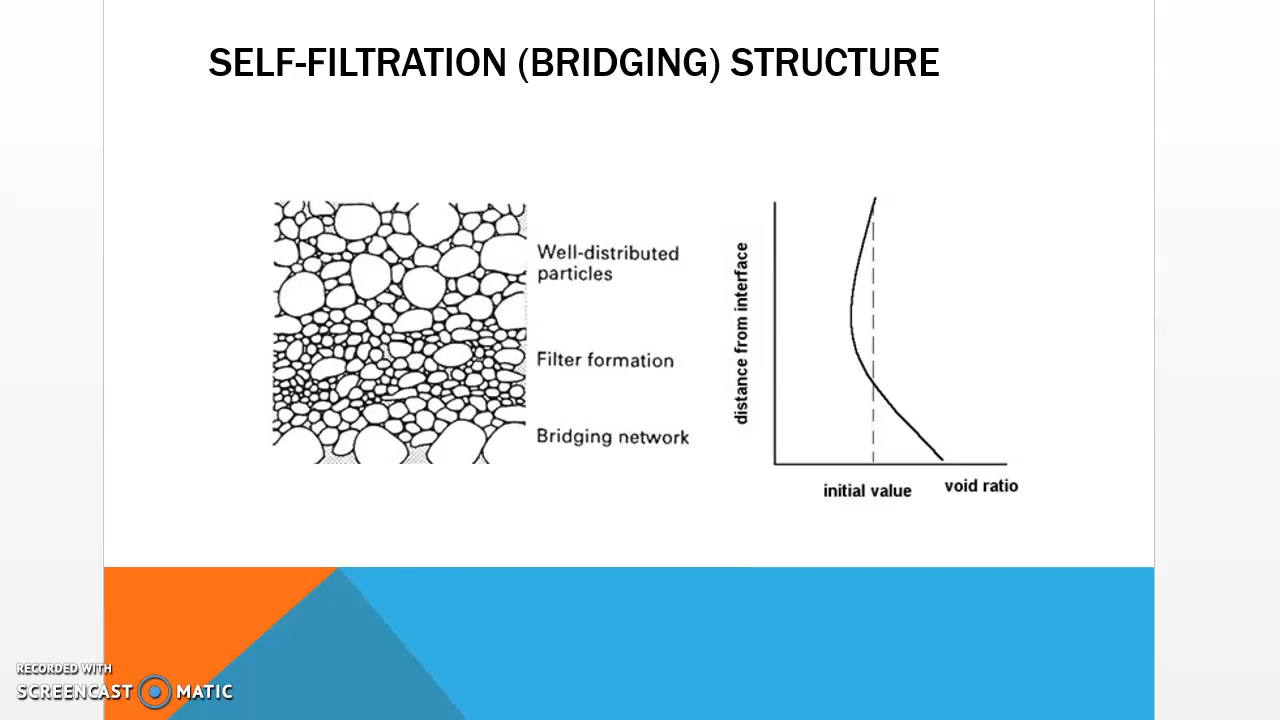 SELF-FILTRATION (BRIDGING) STRUCTURE
Well-distributed
particles
Filter formation
Bridging network
distance from interface
initial value
void ratio
RECORDED WITH
SCREENCAST MATIC